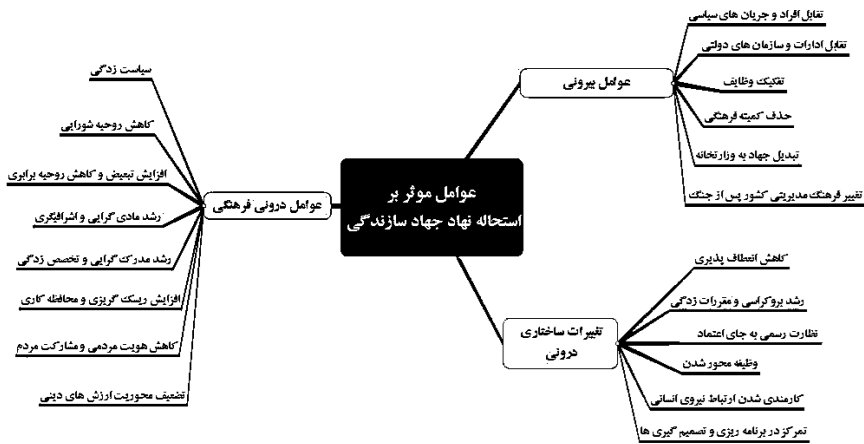 عوامل موثر بر
استحاله نهاد جهاد سازندگی
عوامل بیرونی
تقابل افراد و جریان های سیاسی
تقابل ادارات و سازمان های دولتی
تفکیک وظایف
حذف کمیته فرهنگی
تبدیل جهاد به وزارتخانه
تغییر فرهنگ مدیریتی کشور پس از جنگ
تغییرات ساختاری
درونی
کاهش انعطاف پذیری
رشد بروکراسی و مقررات زدگی
نظارت رسمی به جای اعتماد
وظیفه محور شدن
کارمندی شدن ارتباط نیروی انسانی
تمرکز در برنامه ریزی و تصمیم گیری ها
عوامل درونی فرهنگی
سیاست زدگی
کاهش روحیه شورایی
افزایش تبعیض و کاهش روحیه برابری
رشد مادی گرایی و اشرافیگری
رشد مدرک گرایی و تخصص زدگی
افزایش ریسک گریزی و محافظه کاری
کاهش هویت مردمی و مشارکت مردم
تضعیف محوریت ارزش های دینی